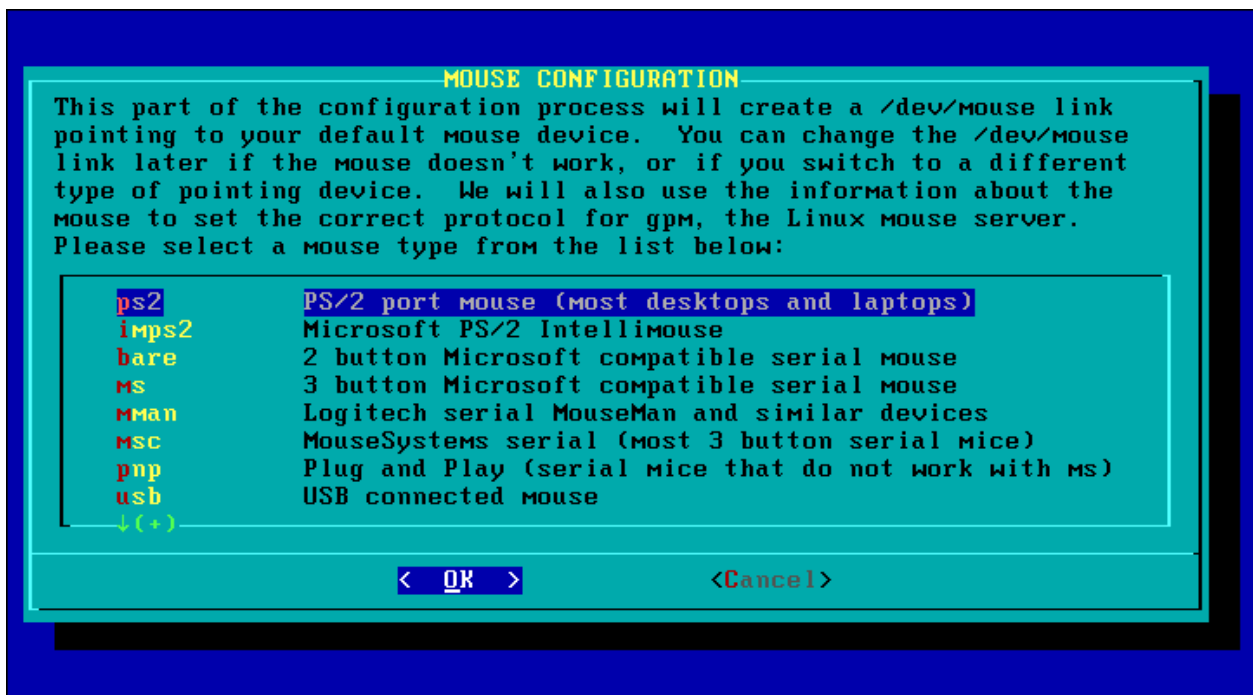 MOUSE CONFIGURATION
This part of the configuration process will create a /dev/mouse link
pointing to your default mouse device.  You can change the /dev/mouse
link later if the mouse doesn't work, or if you switch to a different
type of pointing device.  We will also use the information about the
mouse to set the correct protocol for gpm, the Linux mouse server.
Please select a mouse type from the list below:
ps2 PS/2 port mouse (most desktops and laptops)
imps2 Microsoft PS/2 Intellimouse
bare 2 button Microsoft compatible serial mouse
ms 3 button Microsoft compatible serial mouse
mman Logitech serial MouseMan and similar devices
msc MouseSystems serial (most 3 button serial mice)
pnp Plug and Play (serial mice that do not work with ms)
usb USB connected mouse
↓(+)
< OK > <Cancel>